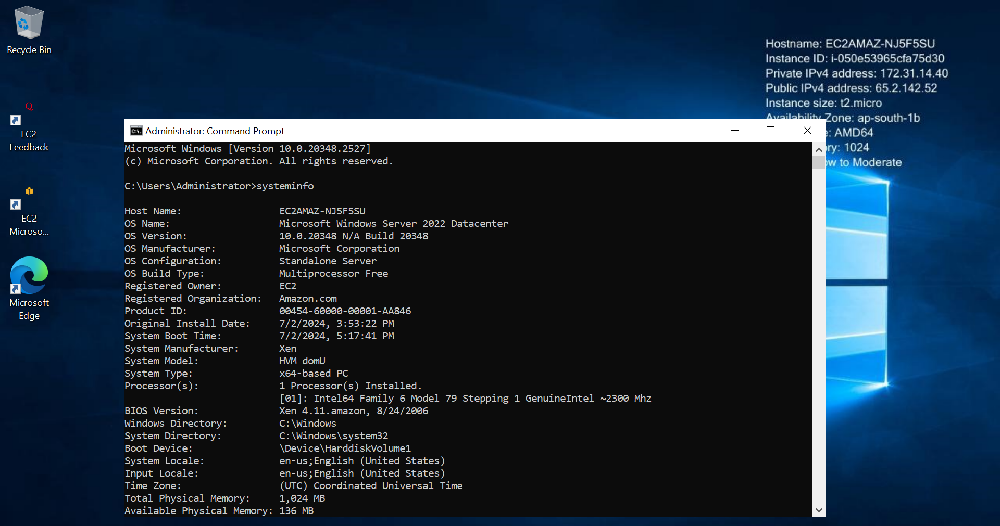 Recycle Bin
Q
EC2
Feedback
EC2
Microso...
Microsoft
Edge
Hostname: EC2AMAZ-NJ5F5SU
Instance ID: i-050e53965cfa75d30
Private IPv4 address: 172.31.14.40
Public IPv4 address: 65.2.142.52
Instance size: t2.micro
Availability Zone: ap-south-1b
e: AMD64
ry: 1024
w to Moderate
C:\.
Administrator: Command Prompt
Microsoft Windows [Version 10.0.20348.2527]
(c) Microsoft Corporation. All rights reserved.
C:\Users\Administrator>systeminfo
Host Name: EC2AMAZ-NJ5F5SU
OS Name: Microsoft Windows Server 2022 Datacenter
OS Version: 10.0.20348 N/A Build 20348
OS Manufacturer: Microsoft Corporation
OS Configuration: Standalone Server
OS Build Type: Multiprocessor Free
Registered Owner: EC2
Registered Organization: Amazon.com
Product ID: 00454-60000-00001-AA846
Original Install Date: 7/2/2024, 3:53:22 PM
System Boot Time: 7/2/2024, 5:17:41 PM
System Manufacturer: Xen
System Model: HVM domU
System Type: x64-based PC
Processor(s): 1 Processor(s) Installed.
[01]: Intel64 Family 6 Model 79 Stepping 1 GenuineIntel ~2300 Mhz
BIOS Version: Xen 4.11.amazon, 8/24/2006
Windows Directory: C:\Windows
System Directory: C:\Windows\system32
Boot Device: \Device\HarddiskVolume1
System Locale: en-us;English (United States)
Input Locale: en-us;English (United States)
Time Zone: (UTC) Coordinated Universal Time
Total Physical Memory: 1,024 MB
Available Physical Memory: 136 MB